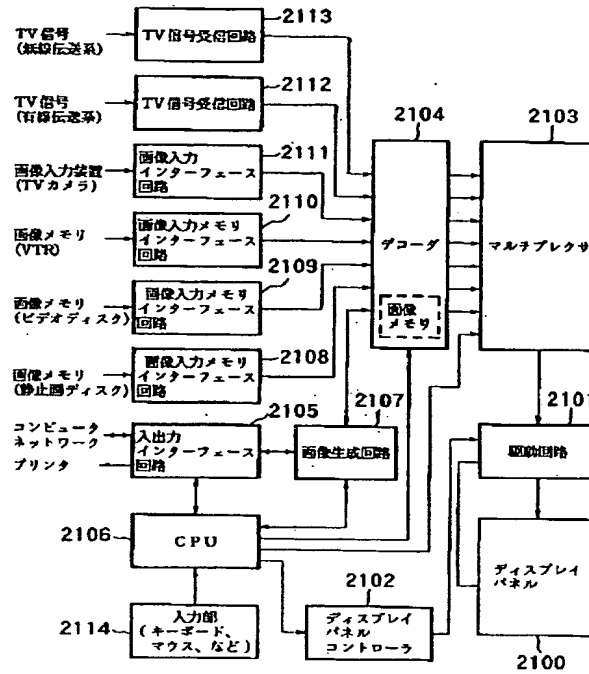 2113
TV信号
(紙線伝送系)
TV信号受信回路
2112
TV信号
(有線伝送系)
TV信号受信回路
2104
2103
2111
画像入力装置
(TVカメラ)
画像入力
インターフェース
回路
2110
画像メモリ
(VTR)
画像入力メモリ
インターフェース
回路
デコーダ
マルチプレクサ
2109
画像メモリ
(ビデオディスク)
画像入力メモリ
インターフェース
回路
画像
メモリ
2108
画像メモリ
(静止画ディスク)
画像入力メモリ
インターフェース
回路
2105
2107
2101
コンピュータ
ネットワーク
プリンタ
入出力
インターフェース
回路
画像生成回路
駆動回路
2106
CPU
2102
ディスプレイ
パネル
2114
入力部
(キーボード、
マウス、など)
ディスプレイ
パネル
コントローラ
2100